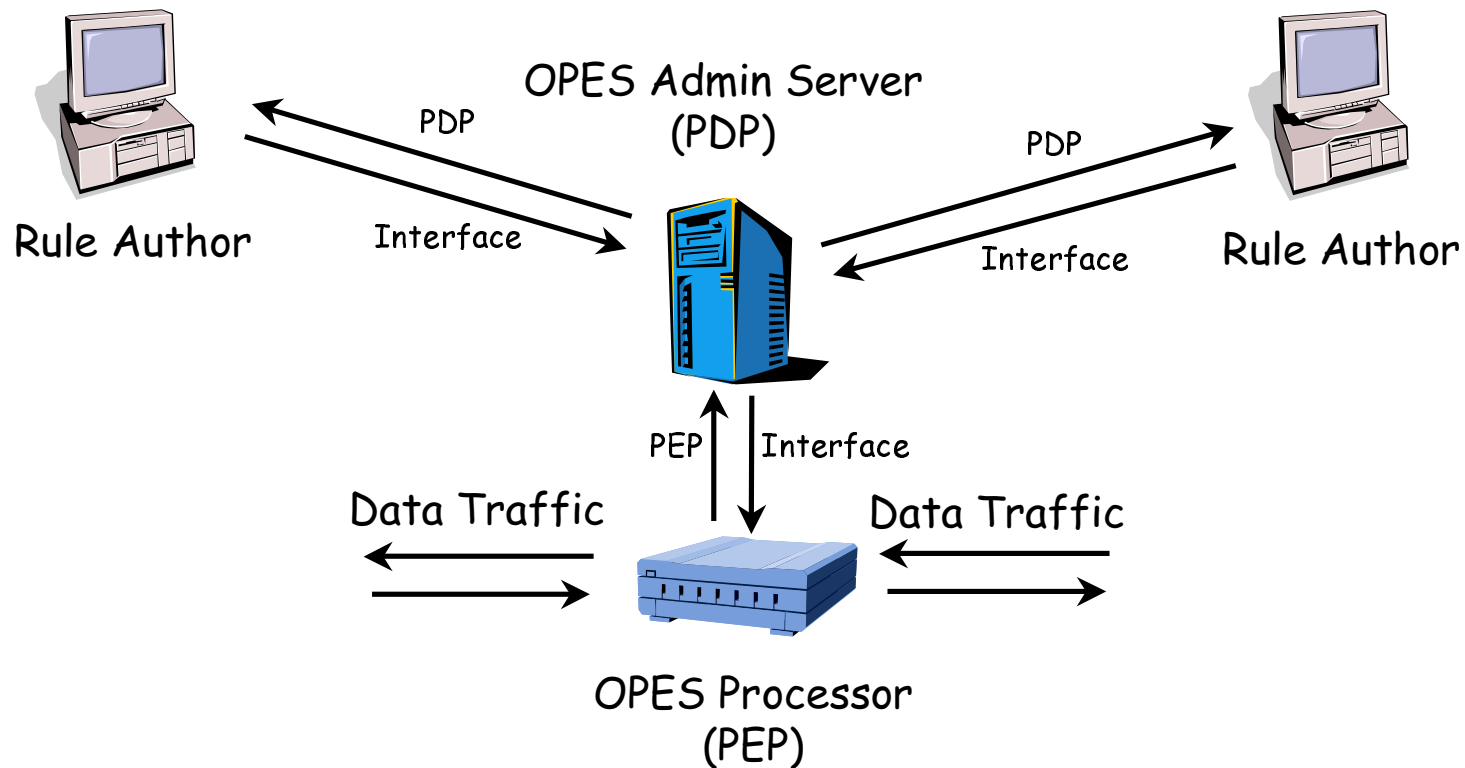 OPES Admin Server
(PDP)
PDP
PDP
Rule Author
Interface
Interface
Rule Author
PEP
Interface
Data Traffic
Data Traffic
OPES Processor
(PEP)